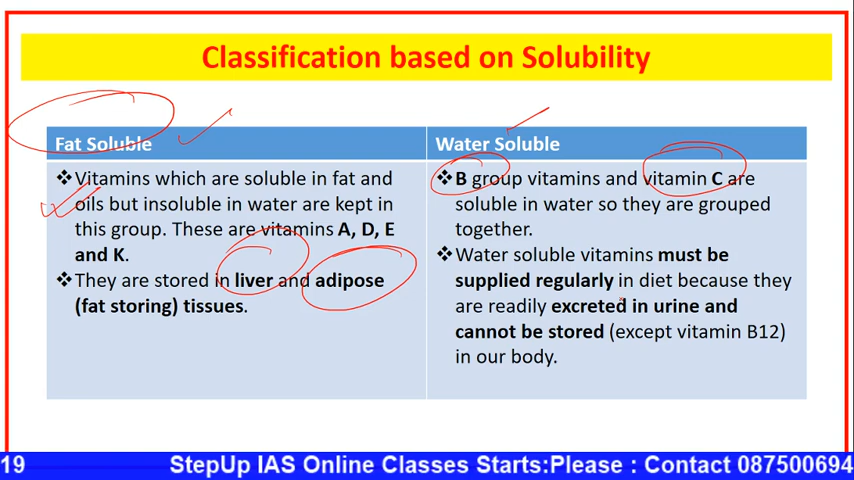 Classification based on Solubility
Fat Soluble
❖Vitamins which are soluble in fat and
oils but insoluble in water are kept in
this group. These are vitamins A, D, E
and K.
❖They are stored in liver and adipose
(fat storing) tissues.
Water Soluble
❖B group vitamins and vitamin C are
soluble in water so they are grouped
together.
❖Water soluble vitamins must be
supplied regularly in diet because they
are readily excreted in urine and
cannot be stored (except vitamin B12)
in our body.
19 StepUp IAS Online Classes Starts:Please : Contact 087500694